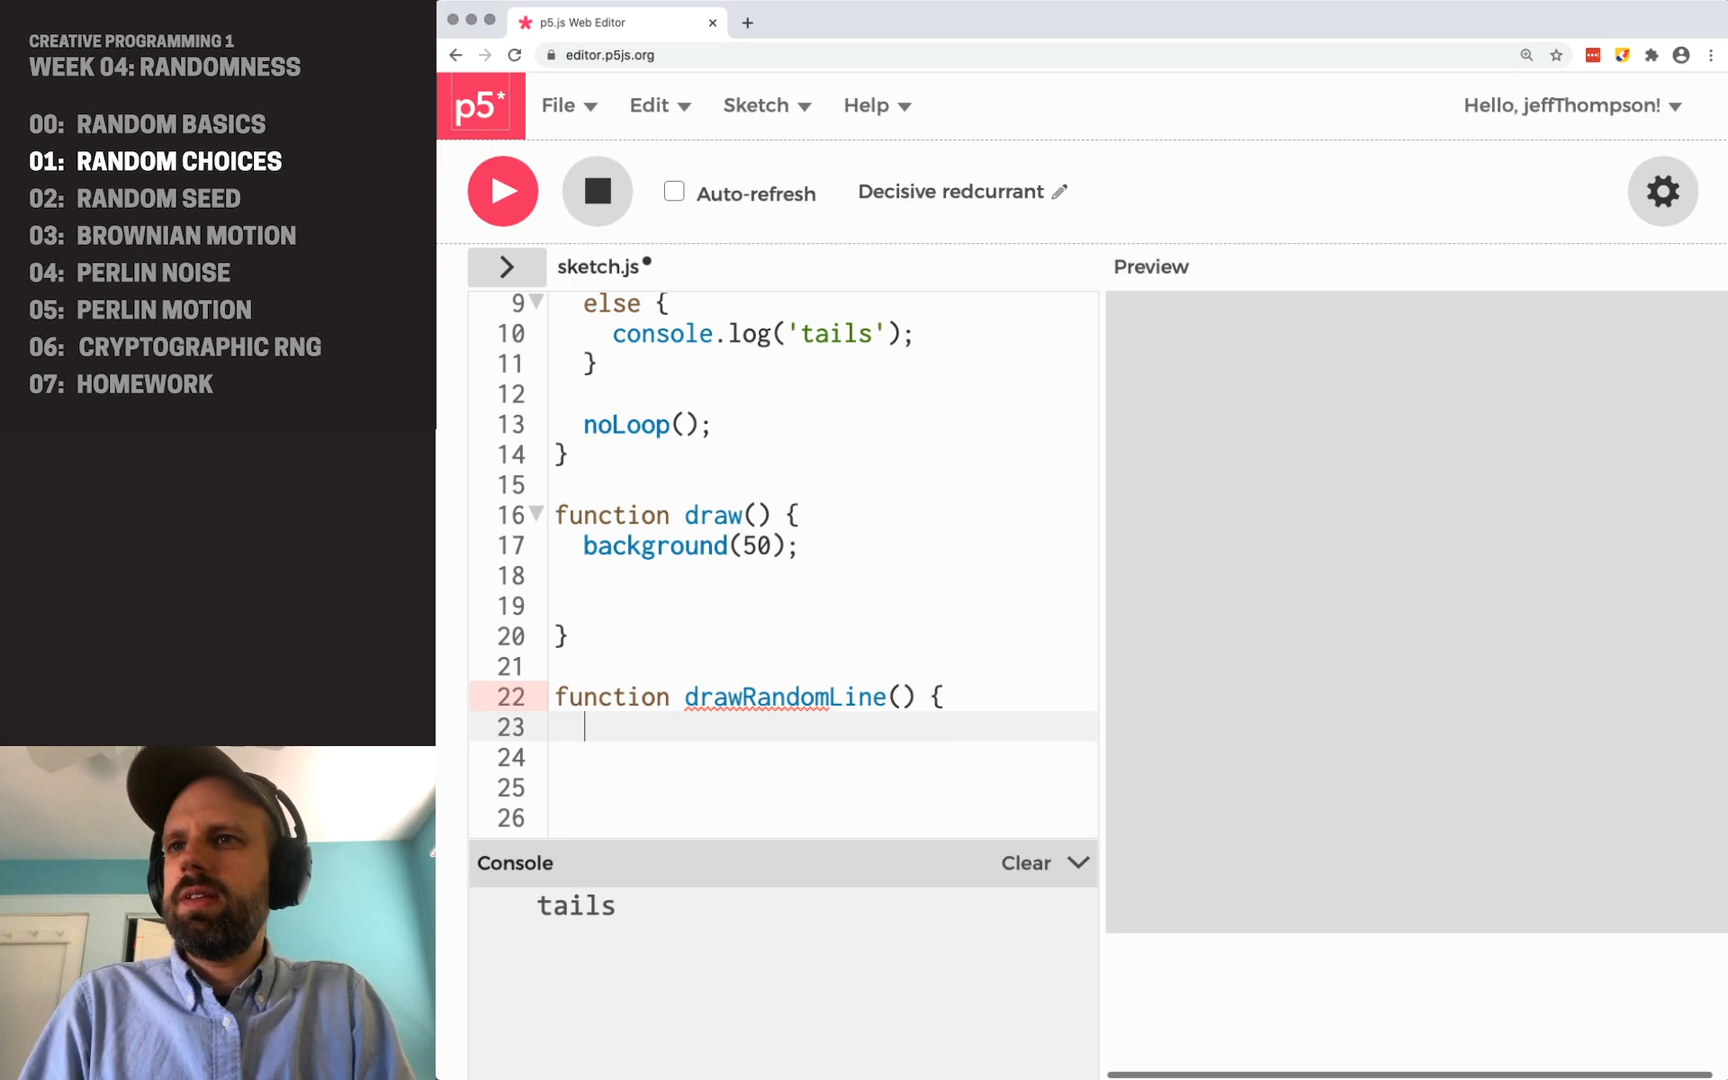 CREATIVE PROGRAMMING 1
WEEK 04: RANDOMNESS
00: RANDOM BASICS
01: RANDOM CHOICES
02: RANDOM SEED
03: BROWNIAN MOTION
04: PERLIN NOISE
05: PERLIN MOTION
06: CRYPTOGRAPHIC RNG
07: HOMEWORK
p5.js Web Editor
editor.p5js.org
p5* File Edit Sketch Help Hello, jeffThompson!
Auto-refresh Decisive redcurrant
sketch.js
Preview
9 else {
10 console.log('tails');
11 }
12
13 noLoop();
14 }
15
16 function draw() {
17 background(50);
18
19
20 }
21
22 function drawRandomLine() {
23
24
25
26
Console Clear
tails